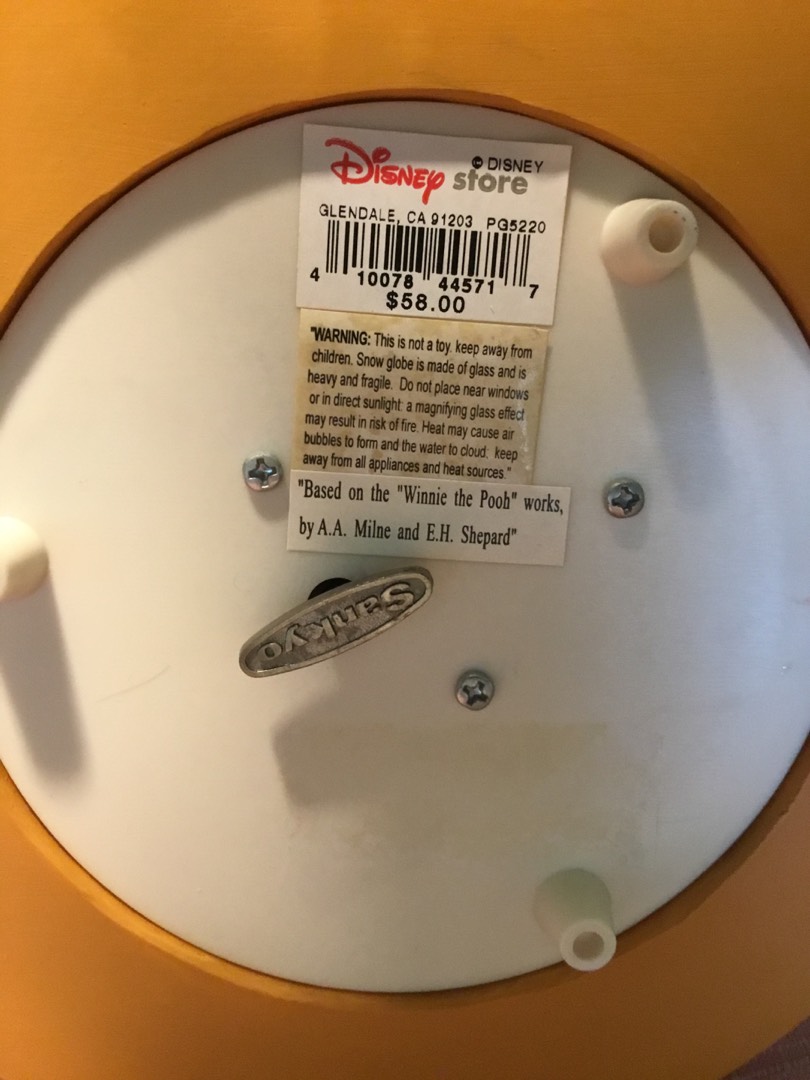 © DISNEY
Disney store
GLENDALE, CA 91203 PG5220
4 10078 44571 7
$58.00
"WARNING: This is not a toy. keep away from
children. Snow globe is made of glass and is
heavy and fragile. Do not place near windows
or in direct sunlight: a magnifying glass effect
may result in risk of fire. Heat may cause air
bubbles to form and the water to cloud; keep
away from all appliances and heat sources."
"Based on the "Winnie the Pooh" works,
by A.A. Milne and E.H. Shepard"
Sankyo